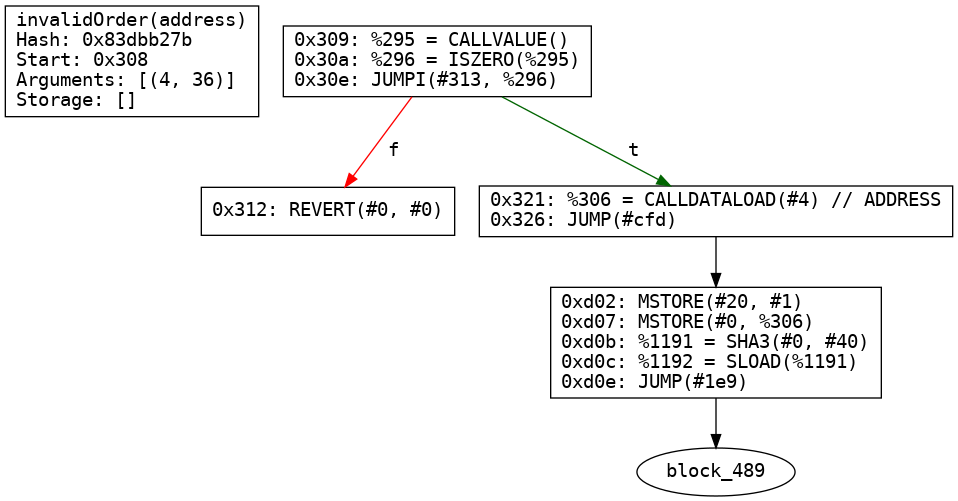 invalidOrder(address)
Hash: 0x83dbb27b
Start: 0x308
Arguments: [(4, 36)]
Storage: []
0x309: %295 = CALLVALUE()
0x30a: %296 = ISZERO(%295)
0x30e: JUMPI(#313, %296)
f
t
0x312: REVERT(#0, #0)
0x321: %306 = CALLDATALOAD(#4) // ADDRESS
0x326: JUMP(#cfd)
0xd02: MSTORE(#20, #1)
0xd07: MSTORE(#0, %306)
0xd0b: %1191 = SHA3(#0, #40)
0xd0c: %1192 = SLOAD(%1191)
0xd0e: JUMP(#1e9)
block_489